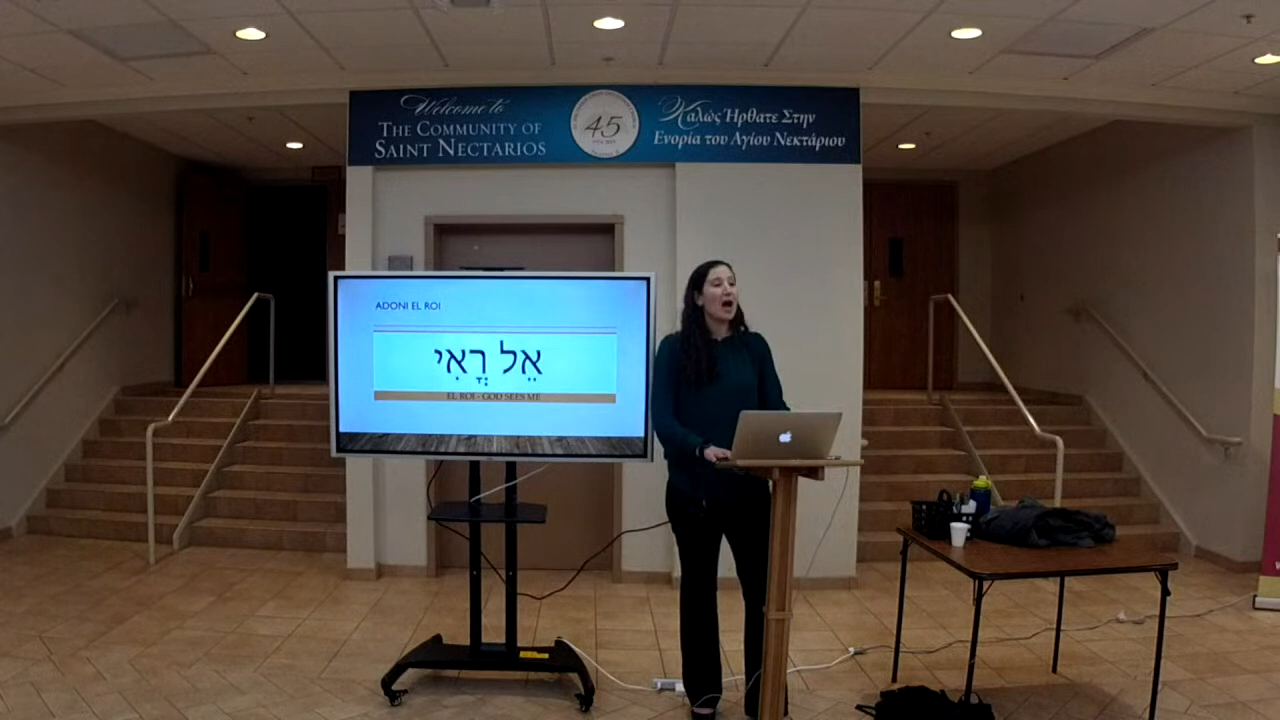 Welcome to
THE COMMUNITY OF
SAINT NECTARIOS
45
Καλώς Ήρθατε Στην
Ενορία του Αγίου Νεκτάριου
ADONI EL ROI
אֵל רֳאִי
EL ROI - GOD SEES ME